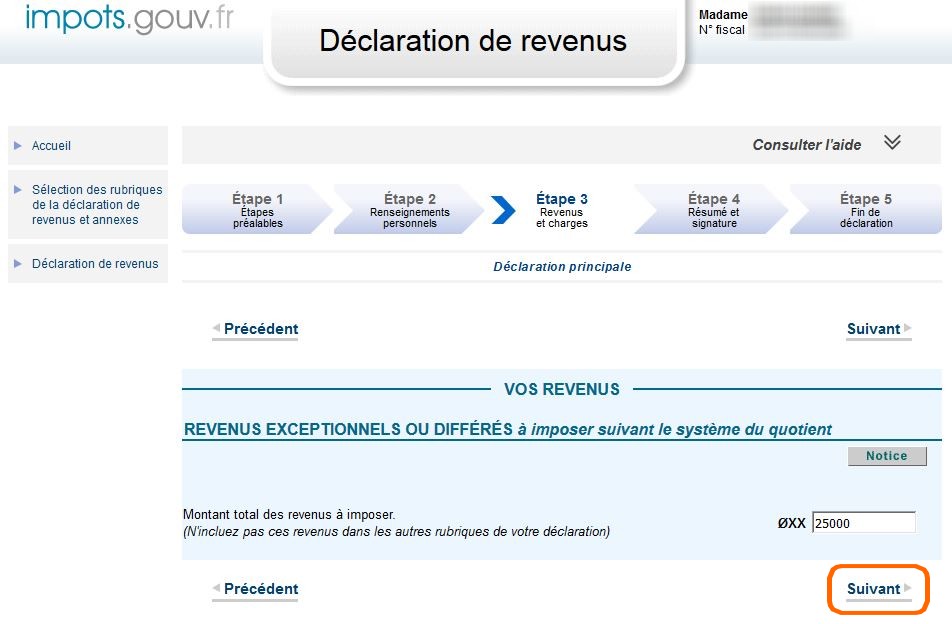 impots.gouv.fr
Déclaration de revenus
Madame
N° fiscal
Accueil
Sélection des rubriques
de la déclaration de
revenus et annexes
Déclaration de revenus
Consulter l'aide
Étape 1
Étapes
préalables
Étape 2
Renseignements
personnels
Étape 3
Revenus
et charges
Étape 4
Résumé et
signature
Étape 5
Fin de
déclaration
Déclaration principale
Précédent
Suivant
VOS REVENUS
REVENUS EXCEPTIONNELS OU DIFFÉRÉS à imposer suivant le système du quotient
Notice
Montant total des revenus à imposer.
(N'incluez pas ces revenus dans les autres rubriques de votre déclaration)
ØXX 25000
Précédent
Suivant